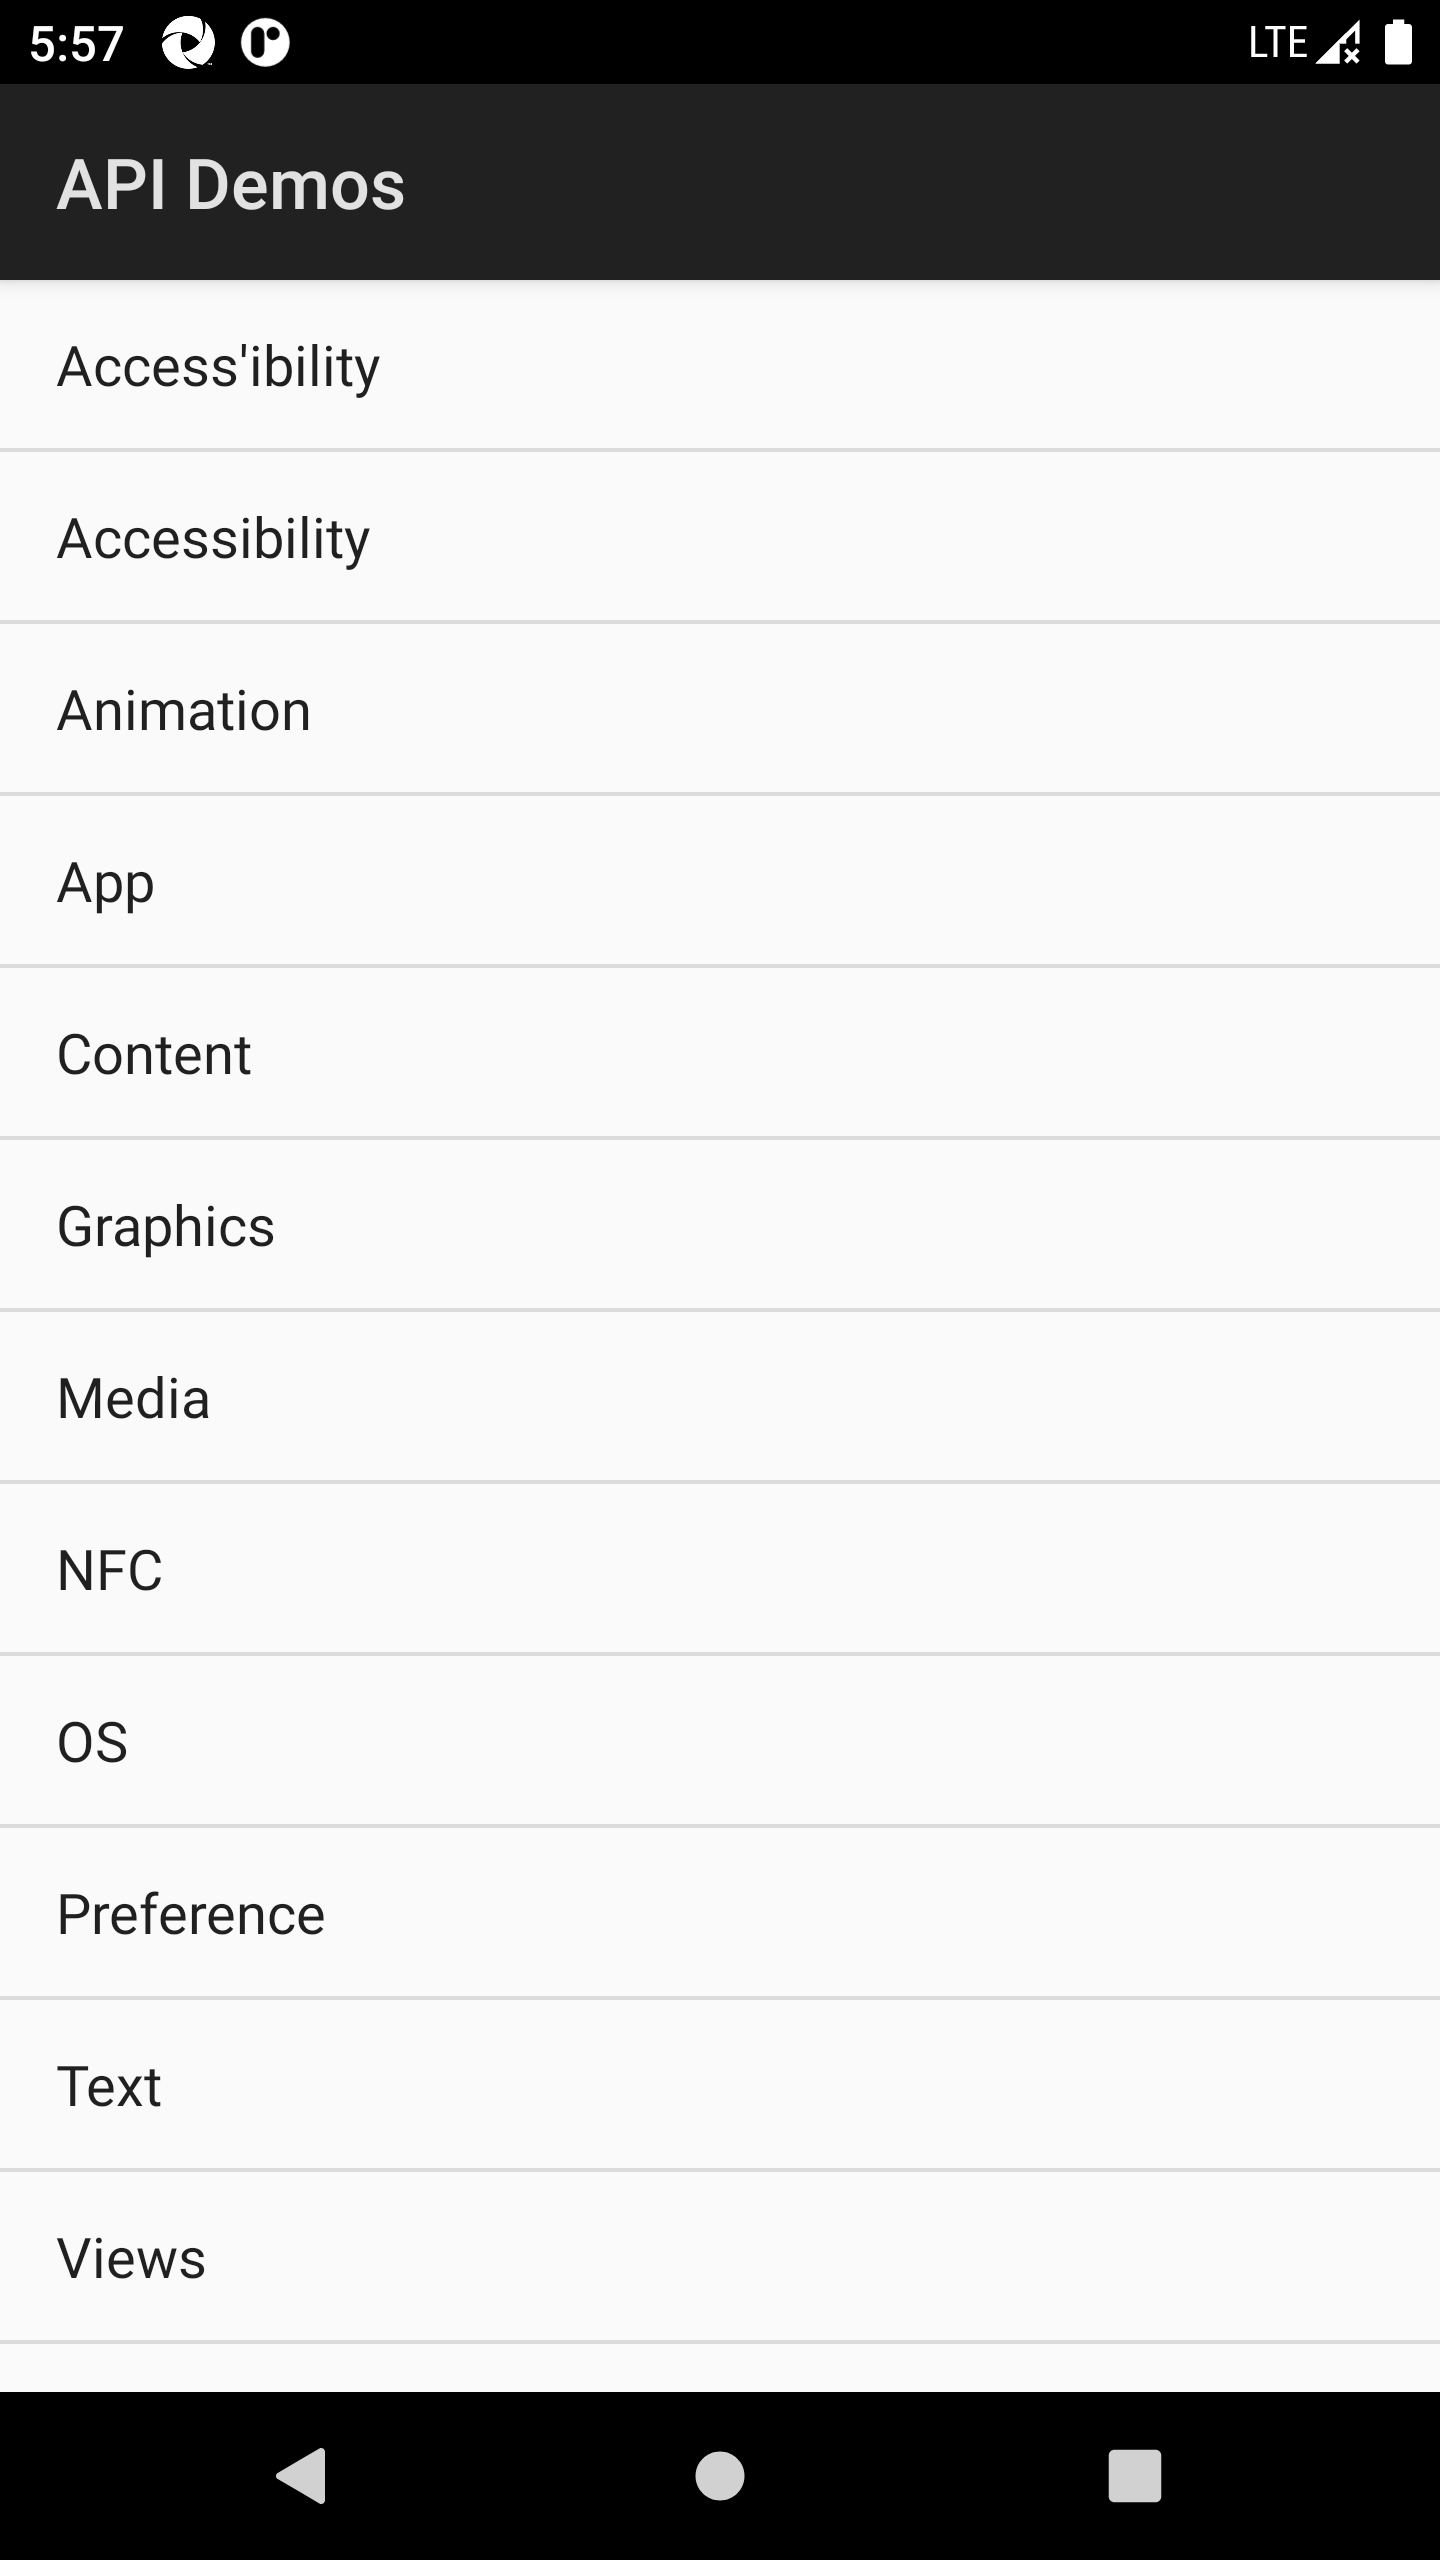 5:57 LTE
API Demos
Access'ibility
Accessibility
Animation
App
Content
Graphics
Media
NFC
OS
Preference
Text
Views